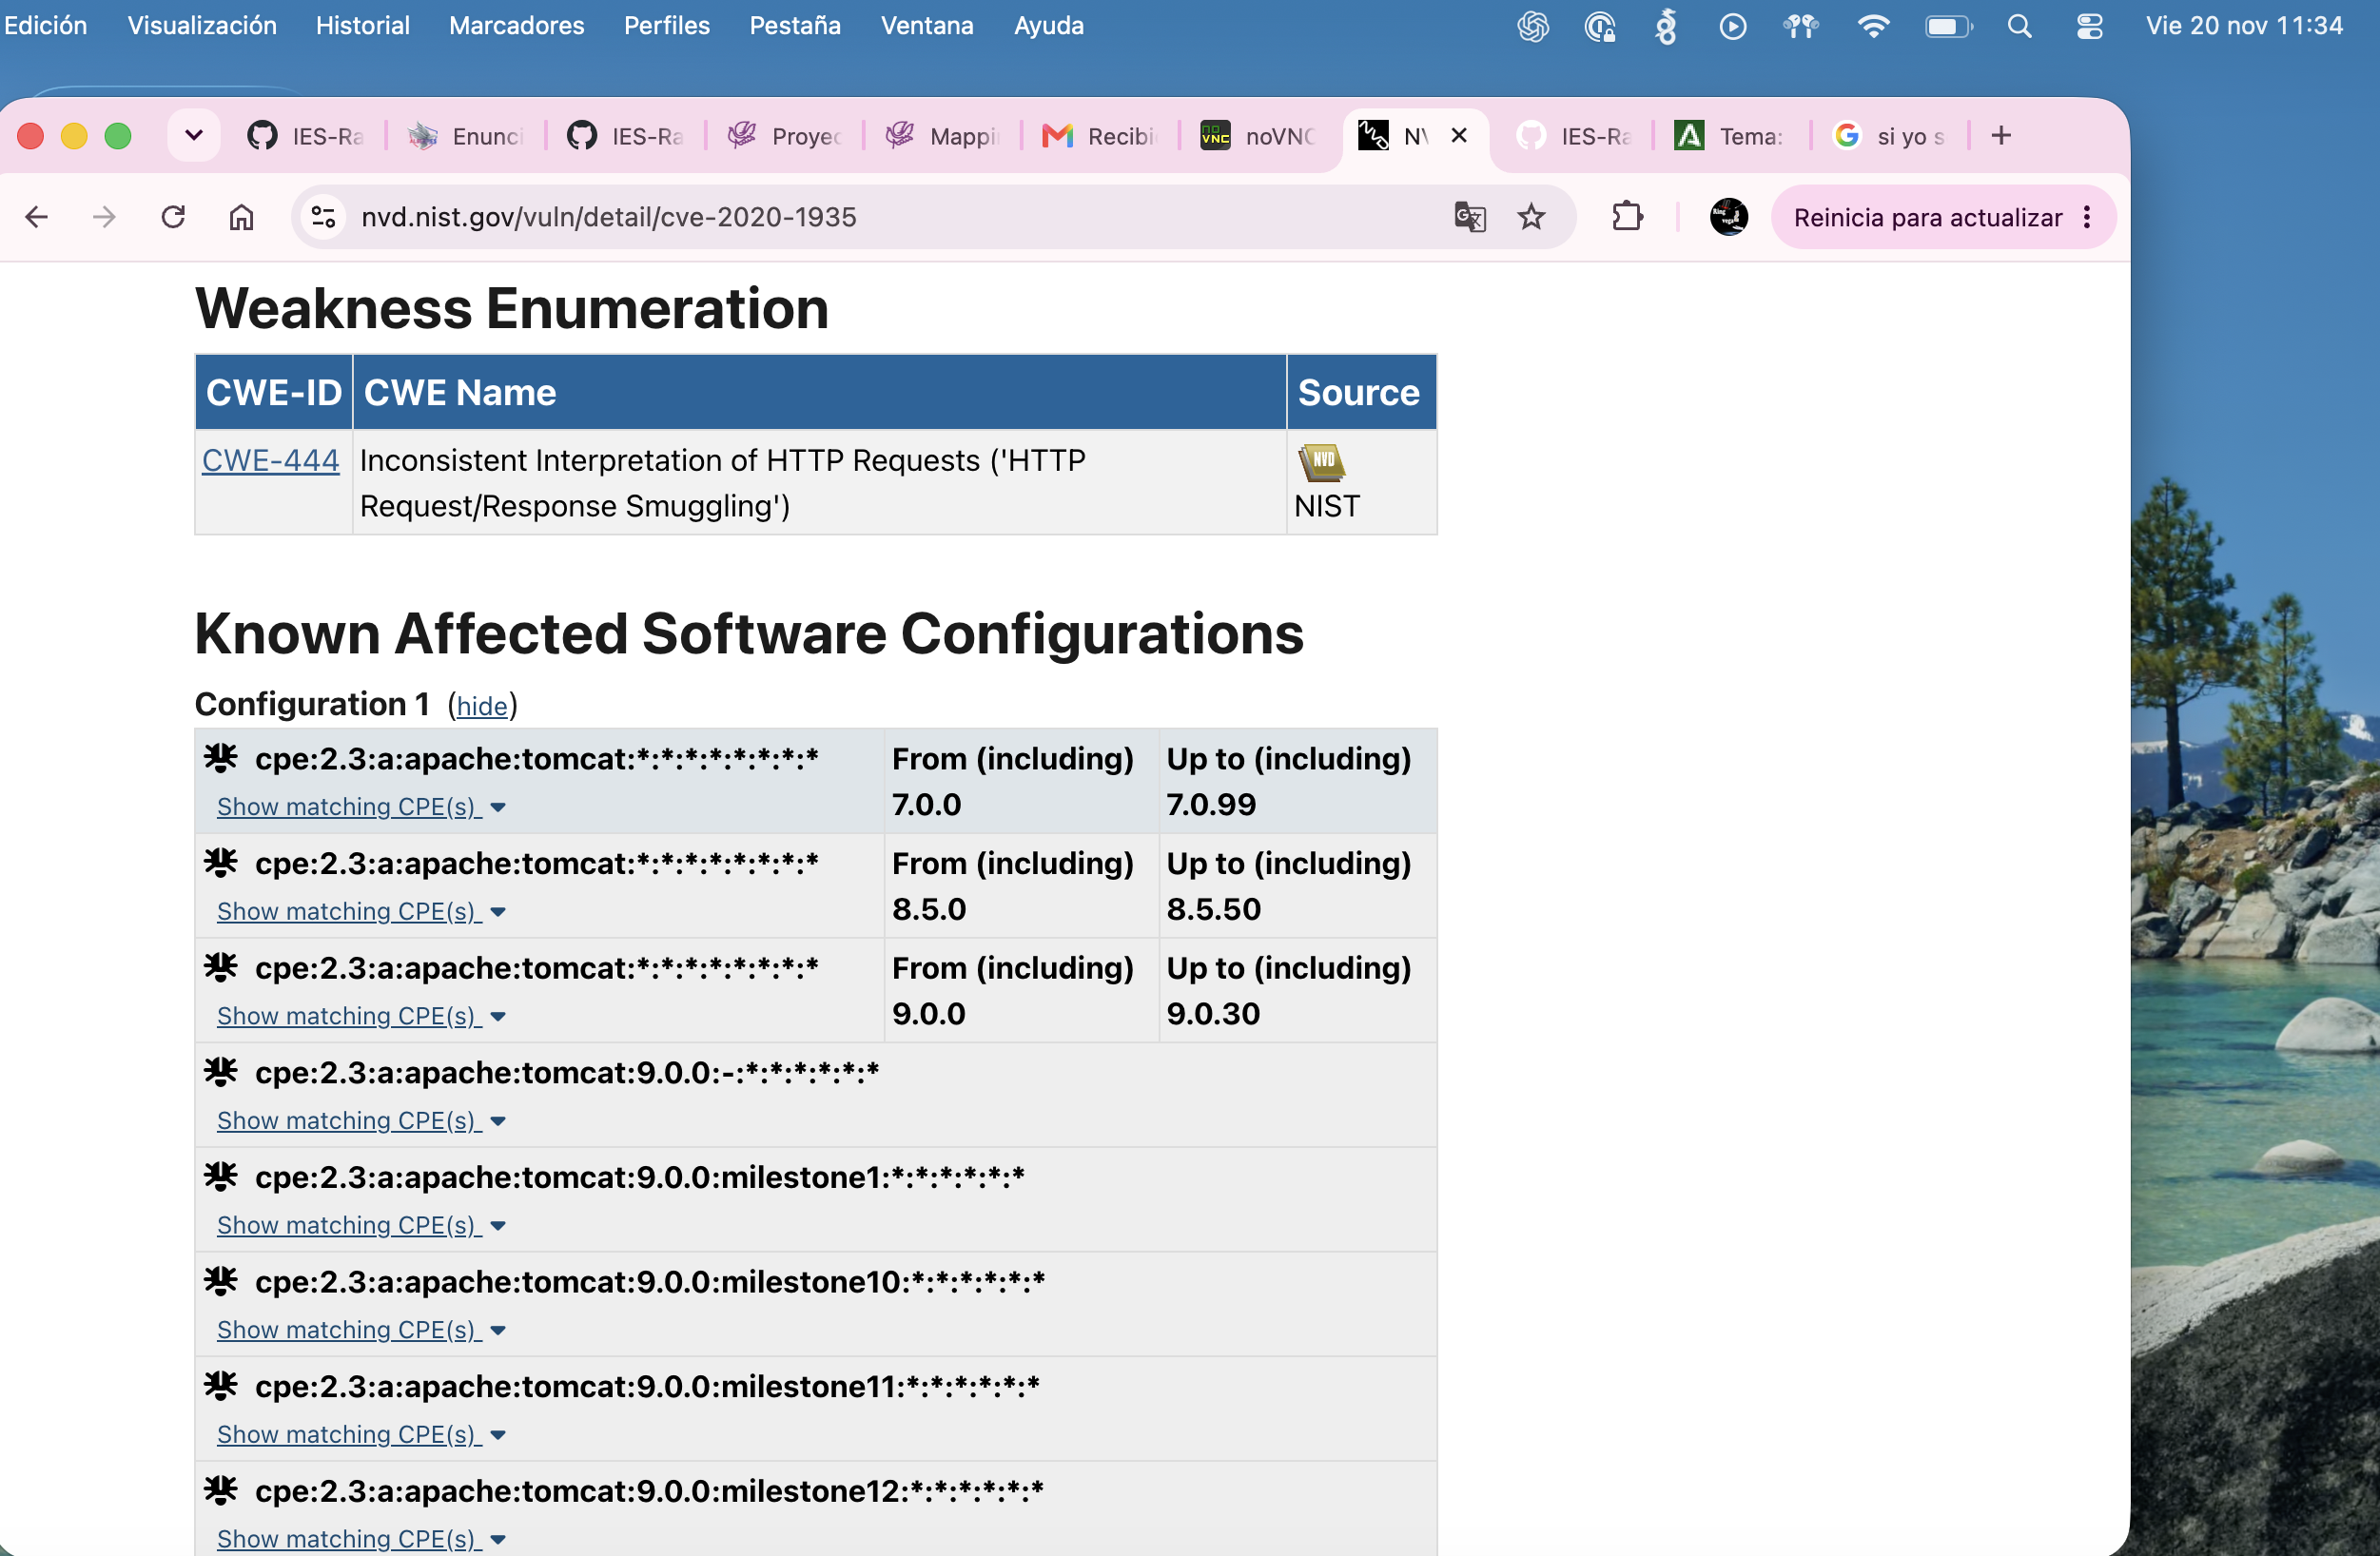 Edición Visualización Historial Marcadores Perfiles Pestaña Ventana Ayuda Vie 20 nov 11:34
IES-Ra Enunci IES-Ra Proyec Mappi Recibi noVNC NV IES-Ra Tema: si yo s
nvd.nist.gov/vuln/detail/cve-2020-1935 Reinicia para actualizar
Weakness Enumeration
CWE-ID CWE Name Source
CWE-444 Inconsistent Interpretation of HTTP Requests ('HTTP
Request/Response Smuggling') NIST
Known Affected Software Configurations
Configuration 1 (hide)
cpe:2.3:a:apache:tomcat:*:*:*:*:*:*:*:* From (including) Up to (including)
Show matching CPE(s) 7.0.0 7.0.99
cpe:2.3:a:apache:tomcat:*:*:*:*:*:*:*:* From (including) Up to (including)
Show matching CPE(s) 8.5.0 8.5.50
cpe:2.3:a:apache:tomcat:*:*:*:*:*:*:*:* From (including) Up to (including)
Show matching CPE(s) 9.0.0 9.0.30
cpe:2.3:a:apache:tomcat:9.0.0:-:*:*:*:*:*:*
Show matching CPE(s)
cpe:2.3:a:apache:tomcat:9.0.0:milestone1:*:*:*:*:*:*
Show matching CPE(s)
cpe:2.3:a:apache:tomcat:9.0.0:milestone10:*:*:*:*:*:*
Show matching CPE(s)
cpe:2.3:a:apache:tomcat:9.0.0:milestone11:*:*:*:*:*:*
Show matching CPE(s)
cpe:2.3:a:apache:tomcat:9.0.0:milestone12:*:*:*:*:*:*
Show matching CPE(s)